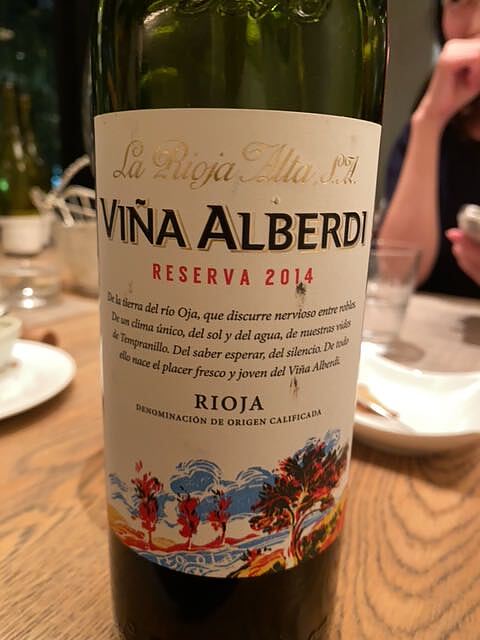 La Rioja Alta, S.A.
VIÑA ALBERDI
RESERVA 2014
De la tierra del río Oja, que discurre nervioso entre robles.
De un clima único, del sol y del agua, de nuestras vides
de Tempranillo. Del saber esperar, del silencio. De todo
ello nace el placer fresco y joven del Viña Alberdi.
RIOJA
DENOMINACIÓN DE ORIGEN CALIFICADA